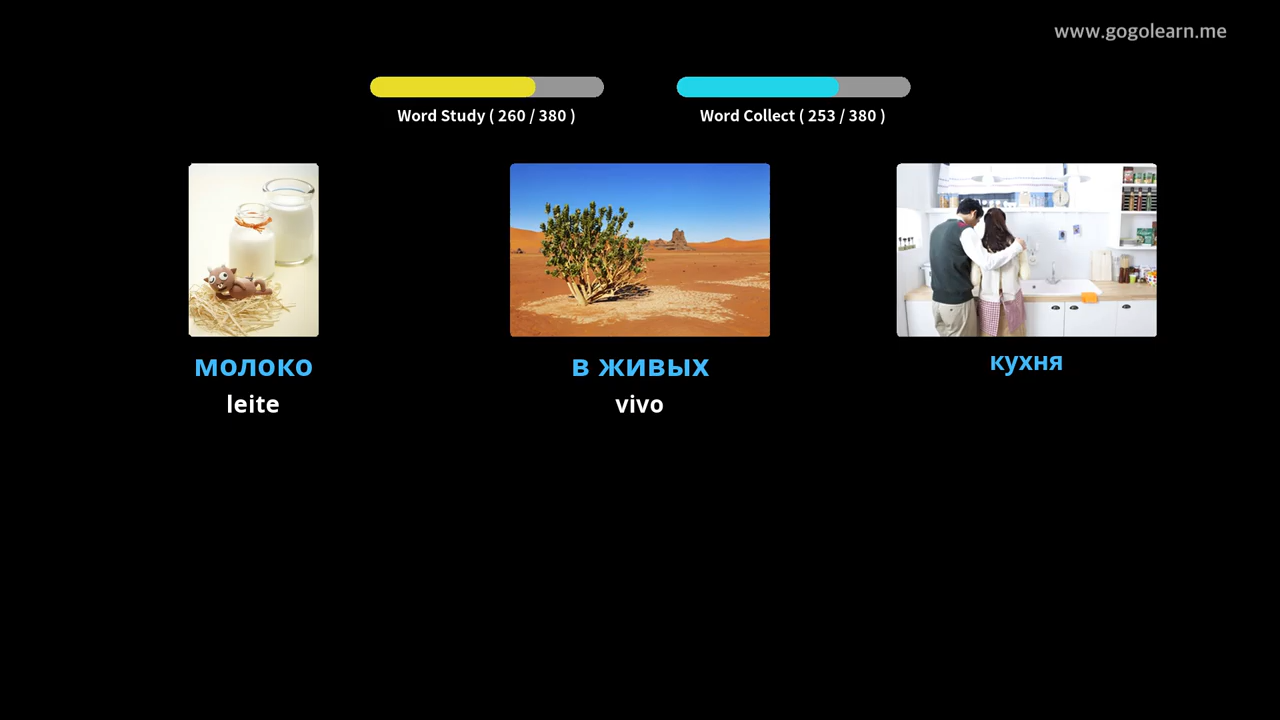 www.gogolearn.me
Word Study ( 260 / 380 )
Word Collect ( 253 / 380 )
молоко
leite
в живых
vivo
кухня